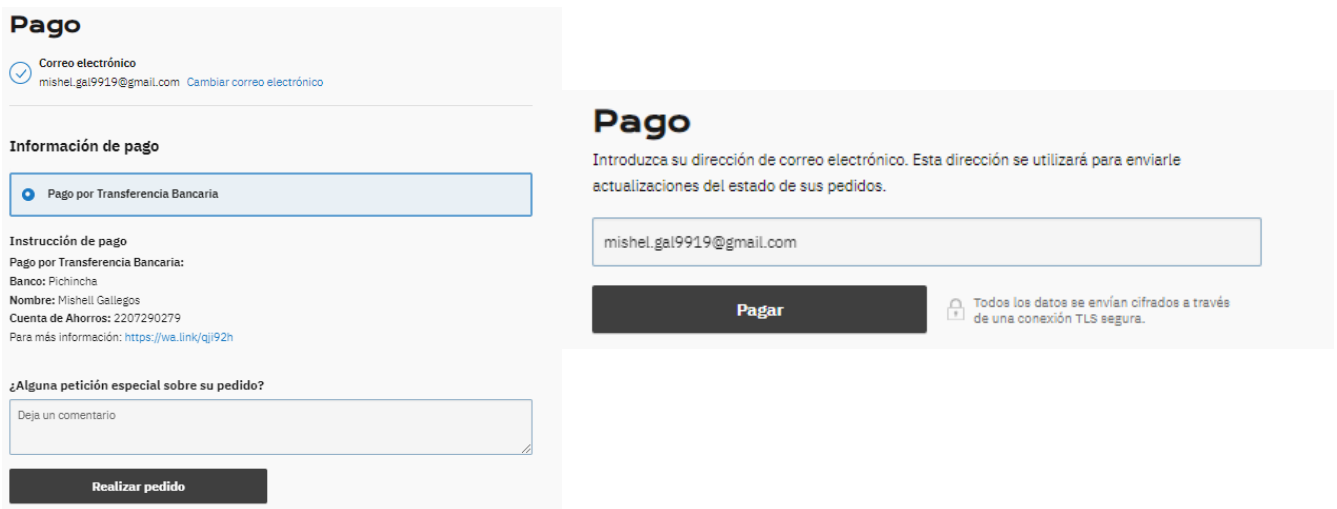 Pago
Correo electrónico
mishel.gal9919@gmail.com Cambiar correo electrónico
Información de pago
Pago por Transferencia Bancaria
Instrucción de pago
Pago por Transferencia Bancaria:
Banco: Pichincha
Nombre: Mishell Gallegos
Cuenta de Ahorros: 2207290279
Para más información: https://wa.link/qji92h
¿Alguna petición especial sobre su pedido?
Deja un comentario
Realizar pedido
Pago
Introduzca su dirección de correo electrónico. Esta dirección se utilizará para enviarle
actualizaciones del estado de sus pedidos.
mishel.gal9919@gmail.com
Pagar
Todos los datos se envían cifrados a través
de una conexión TLS segura.